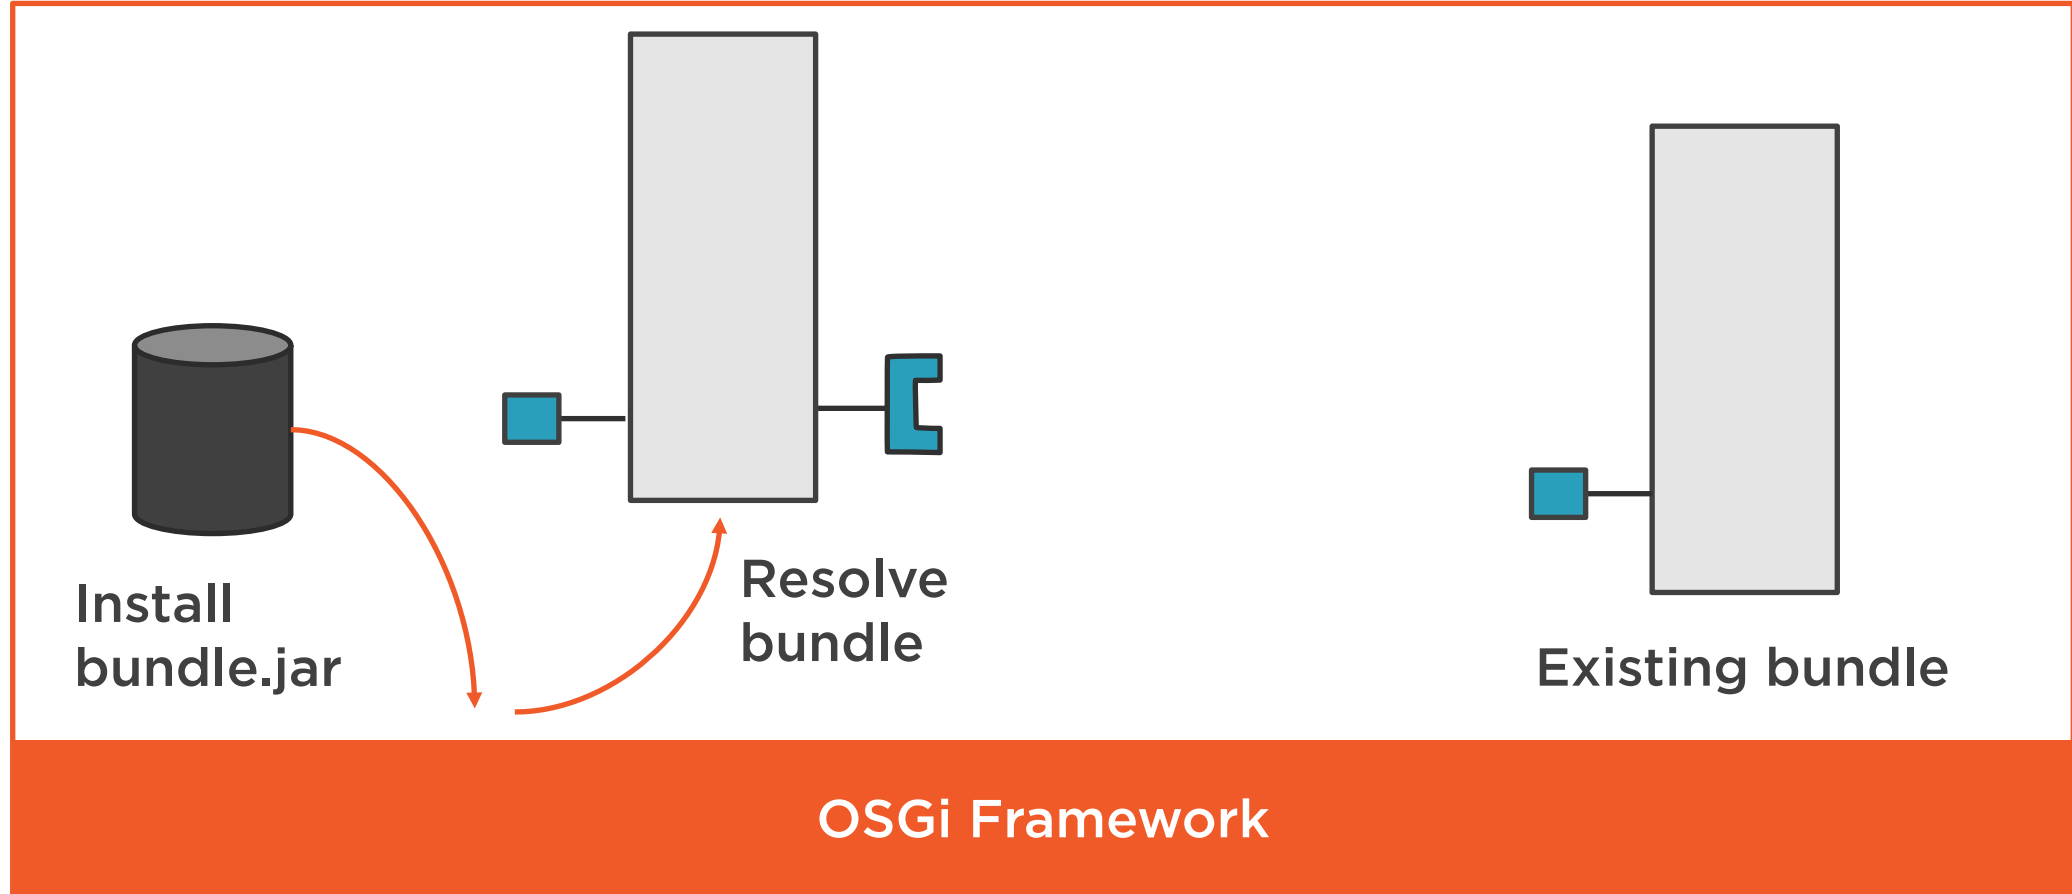 Install
bundle.jar
Resolve
bundle
Existing bundle
OSGi Framework